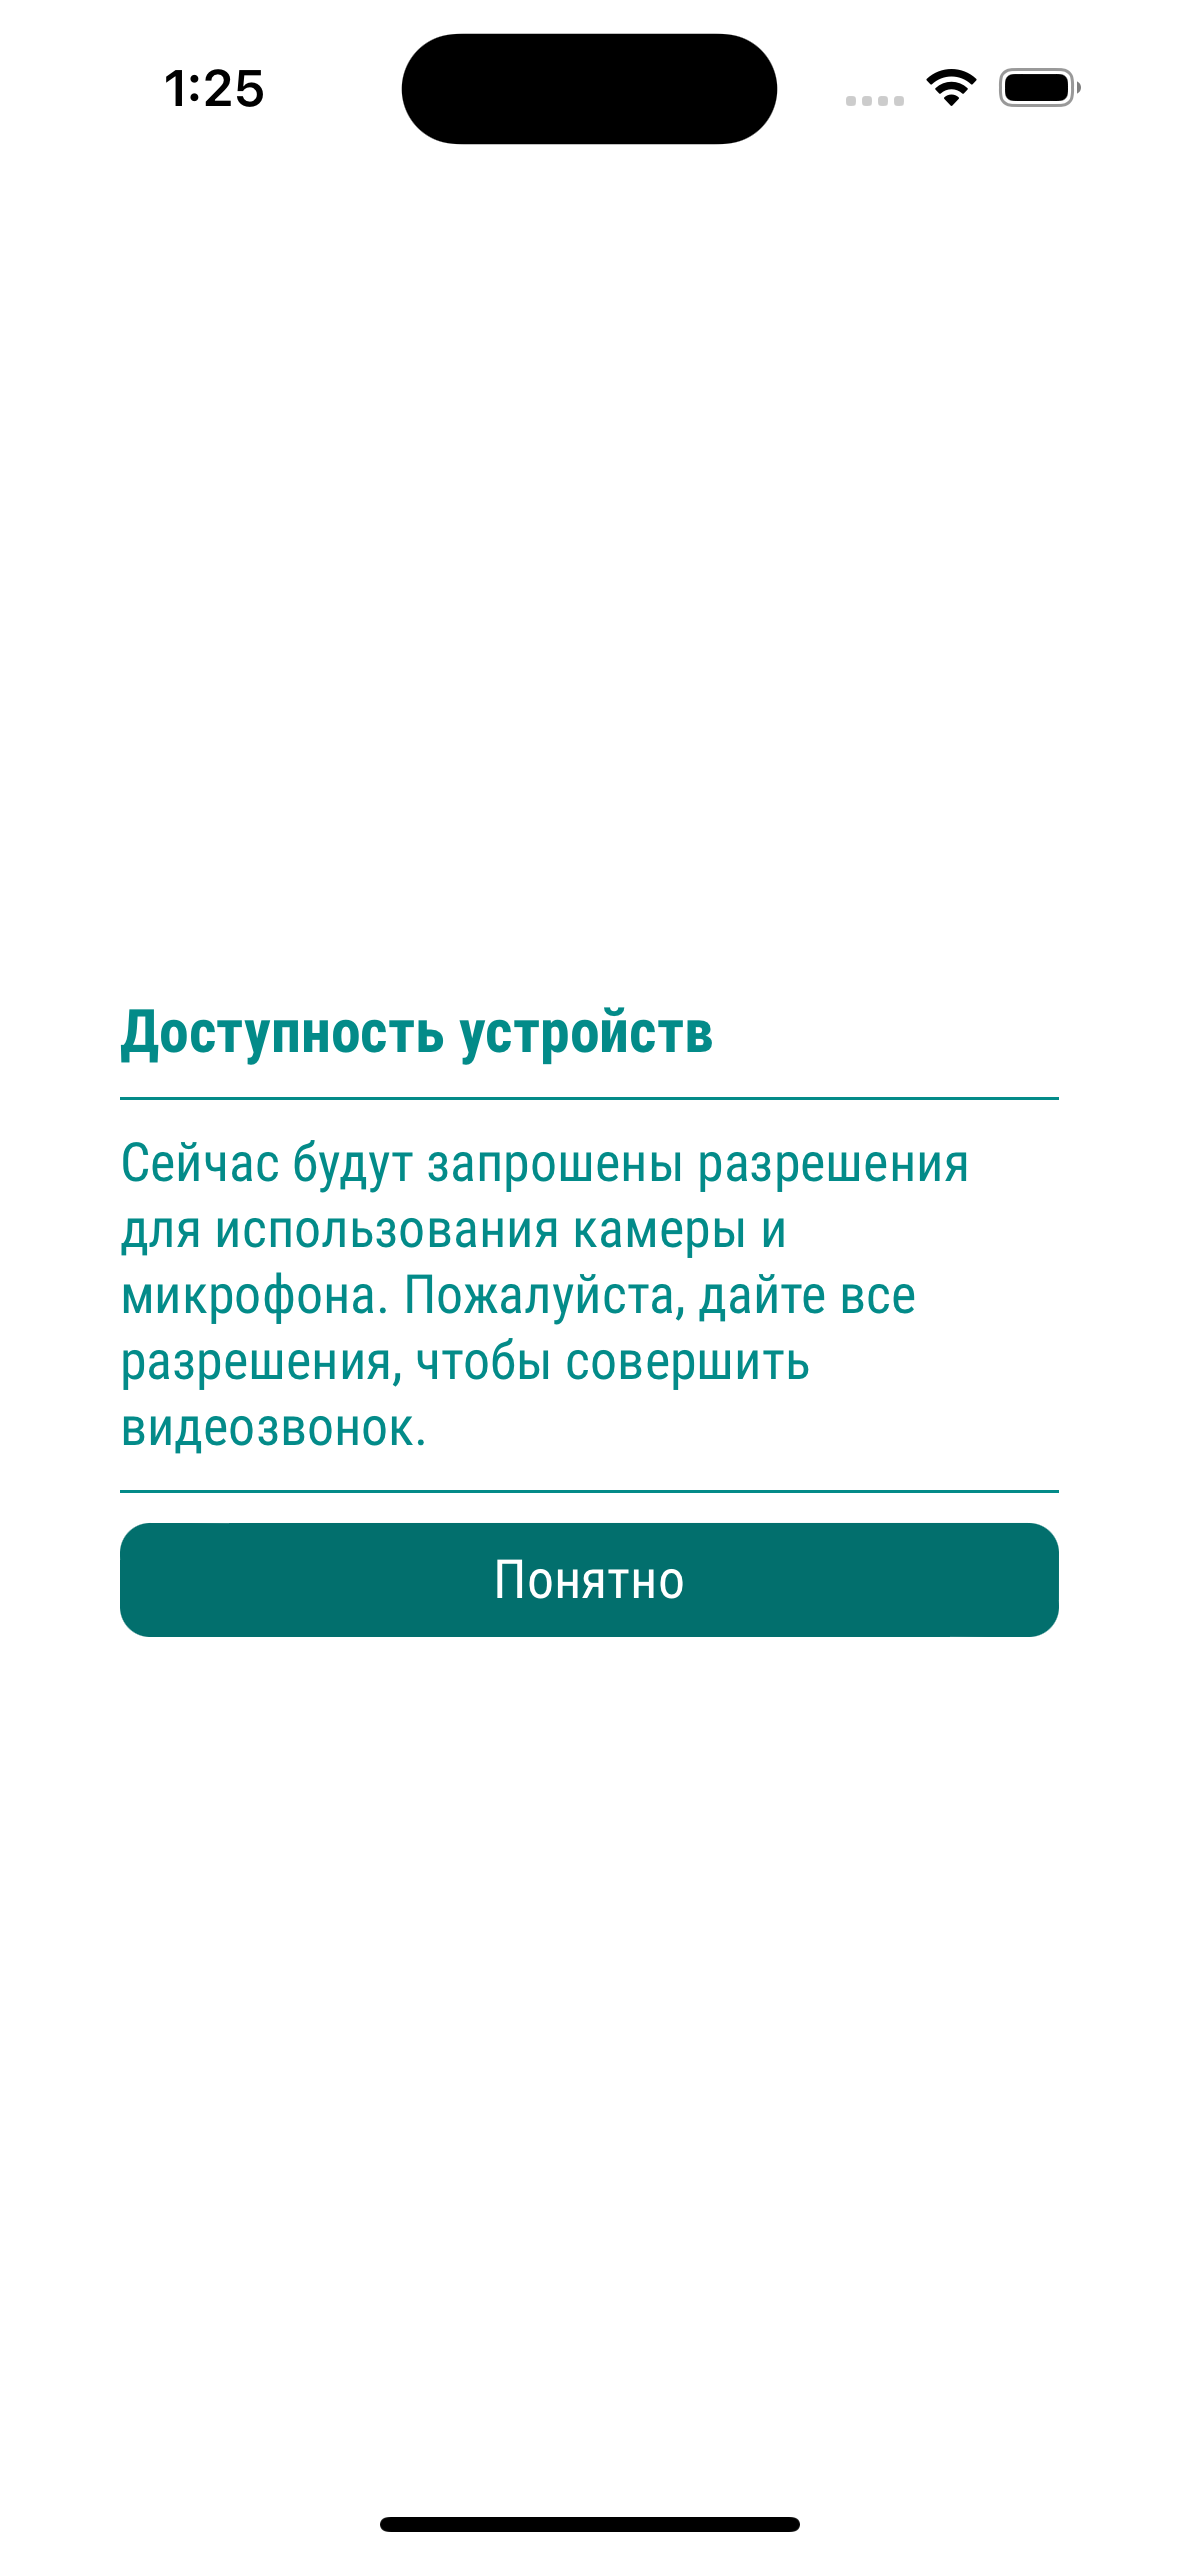 1:25
Доступность устройств
Сейчас будут запрошены разрешения
для использования камеры и
микрофона. Пожалуйста, дайте все
разрешения, чтобы совершить
видеозвонок.
Понятно